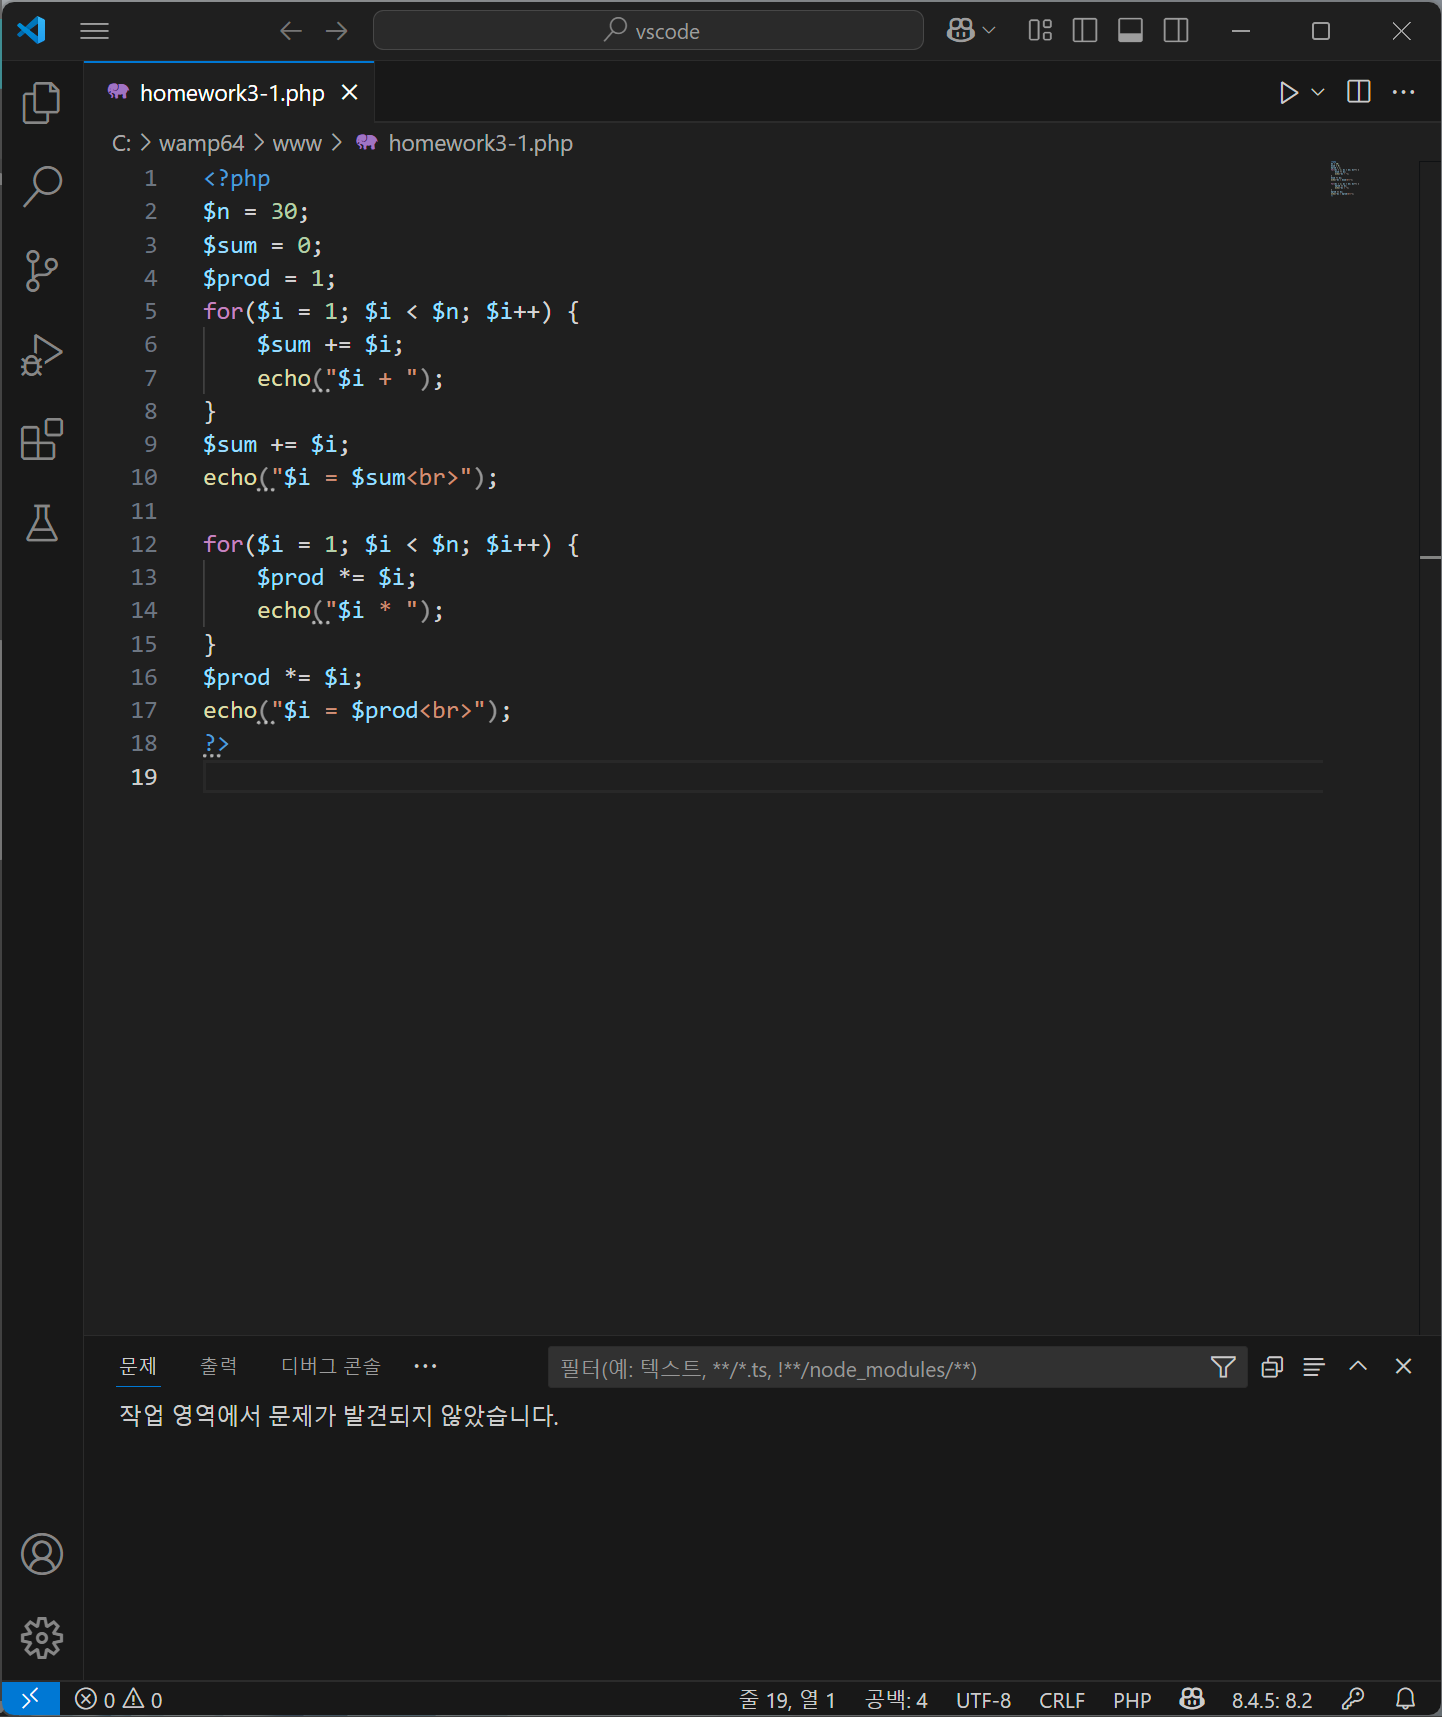 vscode
homework3-1.php
C: > wamp64 > www > homework3-1.php
1 <?php
2 $n = 30;
3 $sum = 0;
4 $prod = 1;
5 for($i = 1; $i < $n; $i++) {
6     $sum += $i;
7     echo("$i + ");
8 }
9 $sum += $i;
10 echo("$i = $sum<br>");
11
12 for($i = 1; $i < $n; $i++) {
13     $prod *= $i;
14     echo("$i * ");
15 }
16 $prod *= $i;
17 echo("$i = $prod<br>");
18 ?>
19
문제 출력 디버그 콘솔 ··· 필터(예: 텍스트, **/*.ts, !**/node_modules/**)
작업 영역에서 문제가 발견되지 않았습니다.
0 0 줄 19, 열 1 공백: 4 UTF-8 CRLF PHP 8.4.5: 8.2